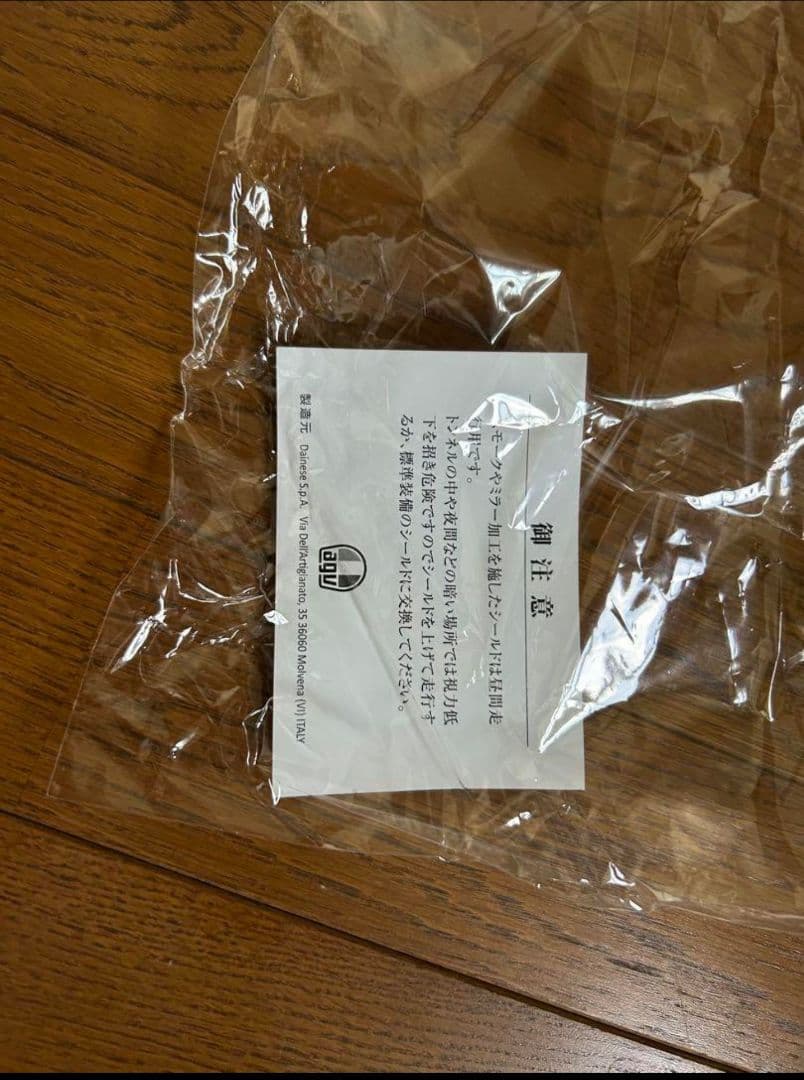 御注意
モークやミラー加工を施したシールドは昼間走
行用です。
トンネルの中や夜間などの暗い場所では視力低
下を招き危険ですのでシールドを上げて走行す
るか、標準装備のシールドに交換してください。
agv
製造元 Dainese S.p.A. Via Dell'Artigianato, 35 36060 Molvena (VI) ITALY